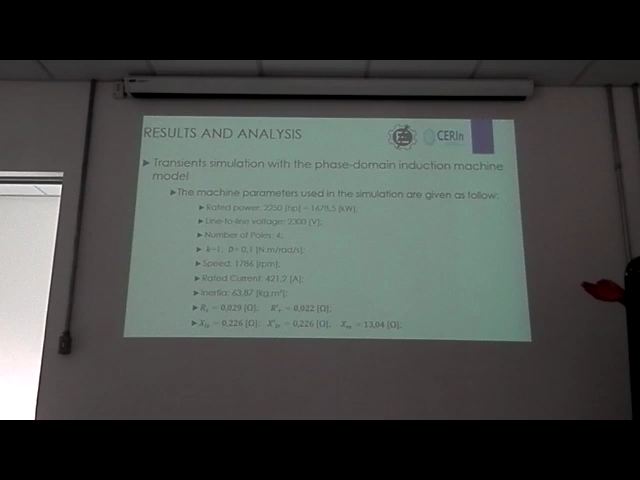 RESULTS AND ANALYSIS
CERIn
Transients simulation with the phase-domain induction machine
model
The machine parameters used in the simulation are given as follow:
Rated power: 2250 [hp] = 1678,5 [kW];
Line-to-line voltage: 2300 [V];
Number of Poles: 4;
k=1, D= 0,1 [N m/rad/s];
Speed: 1786 [rpm];
Rated Current: 421,2 [A];
Inertia: 63,87 [kg.m²];
Rs = 0,029 [Ω]; R'r = 0,022 [Ω];
Xls = 0,226 [Ω]; X'lr = 0,226 [Ω]; Xm = 13,04 [Ω];